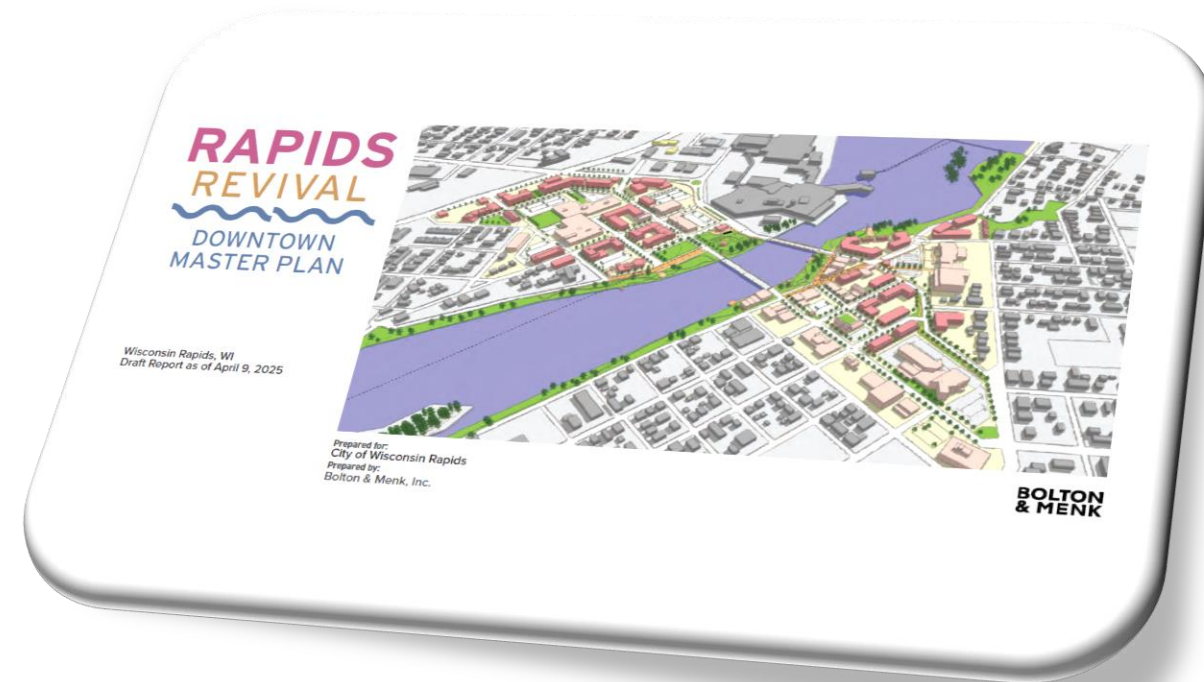 RAPIDS
REVIVAL
DOWNTOWN
MASTER PLAN
Wisconsin Rapids, WI
Draft Report as of April 9, 2025
Prepared for:
City of Wisconsin Rapids
Prepared by:
Bolton & Menk, Inc.
BOLTON
& MENK